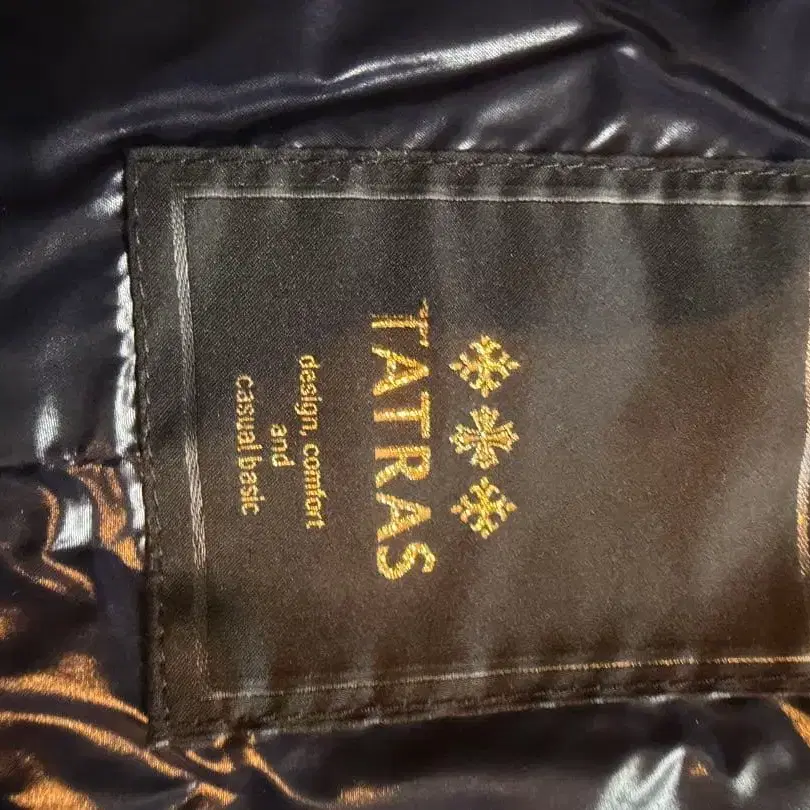 TATRAS
design, comfort
and
casual basic